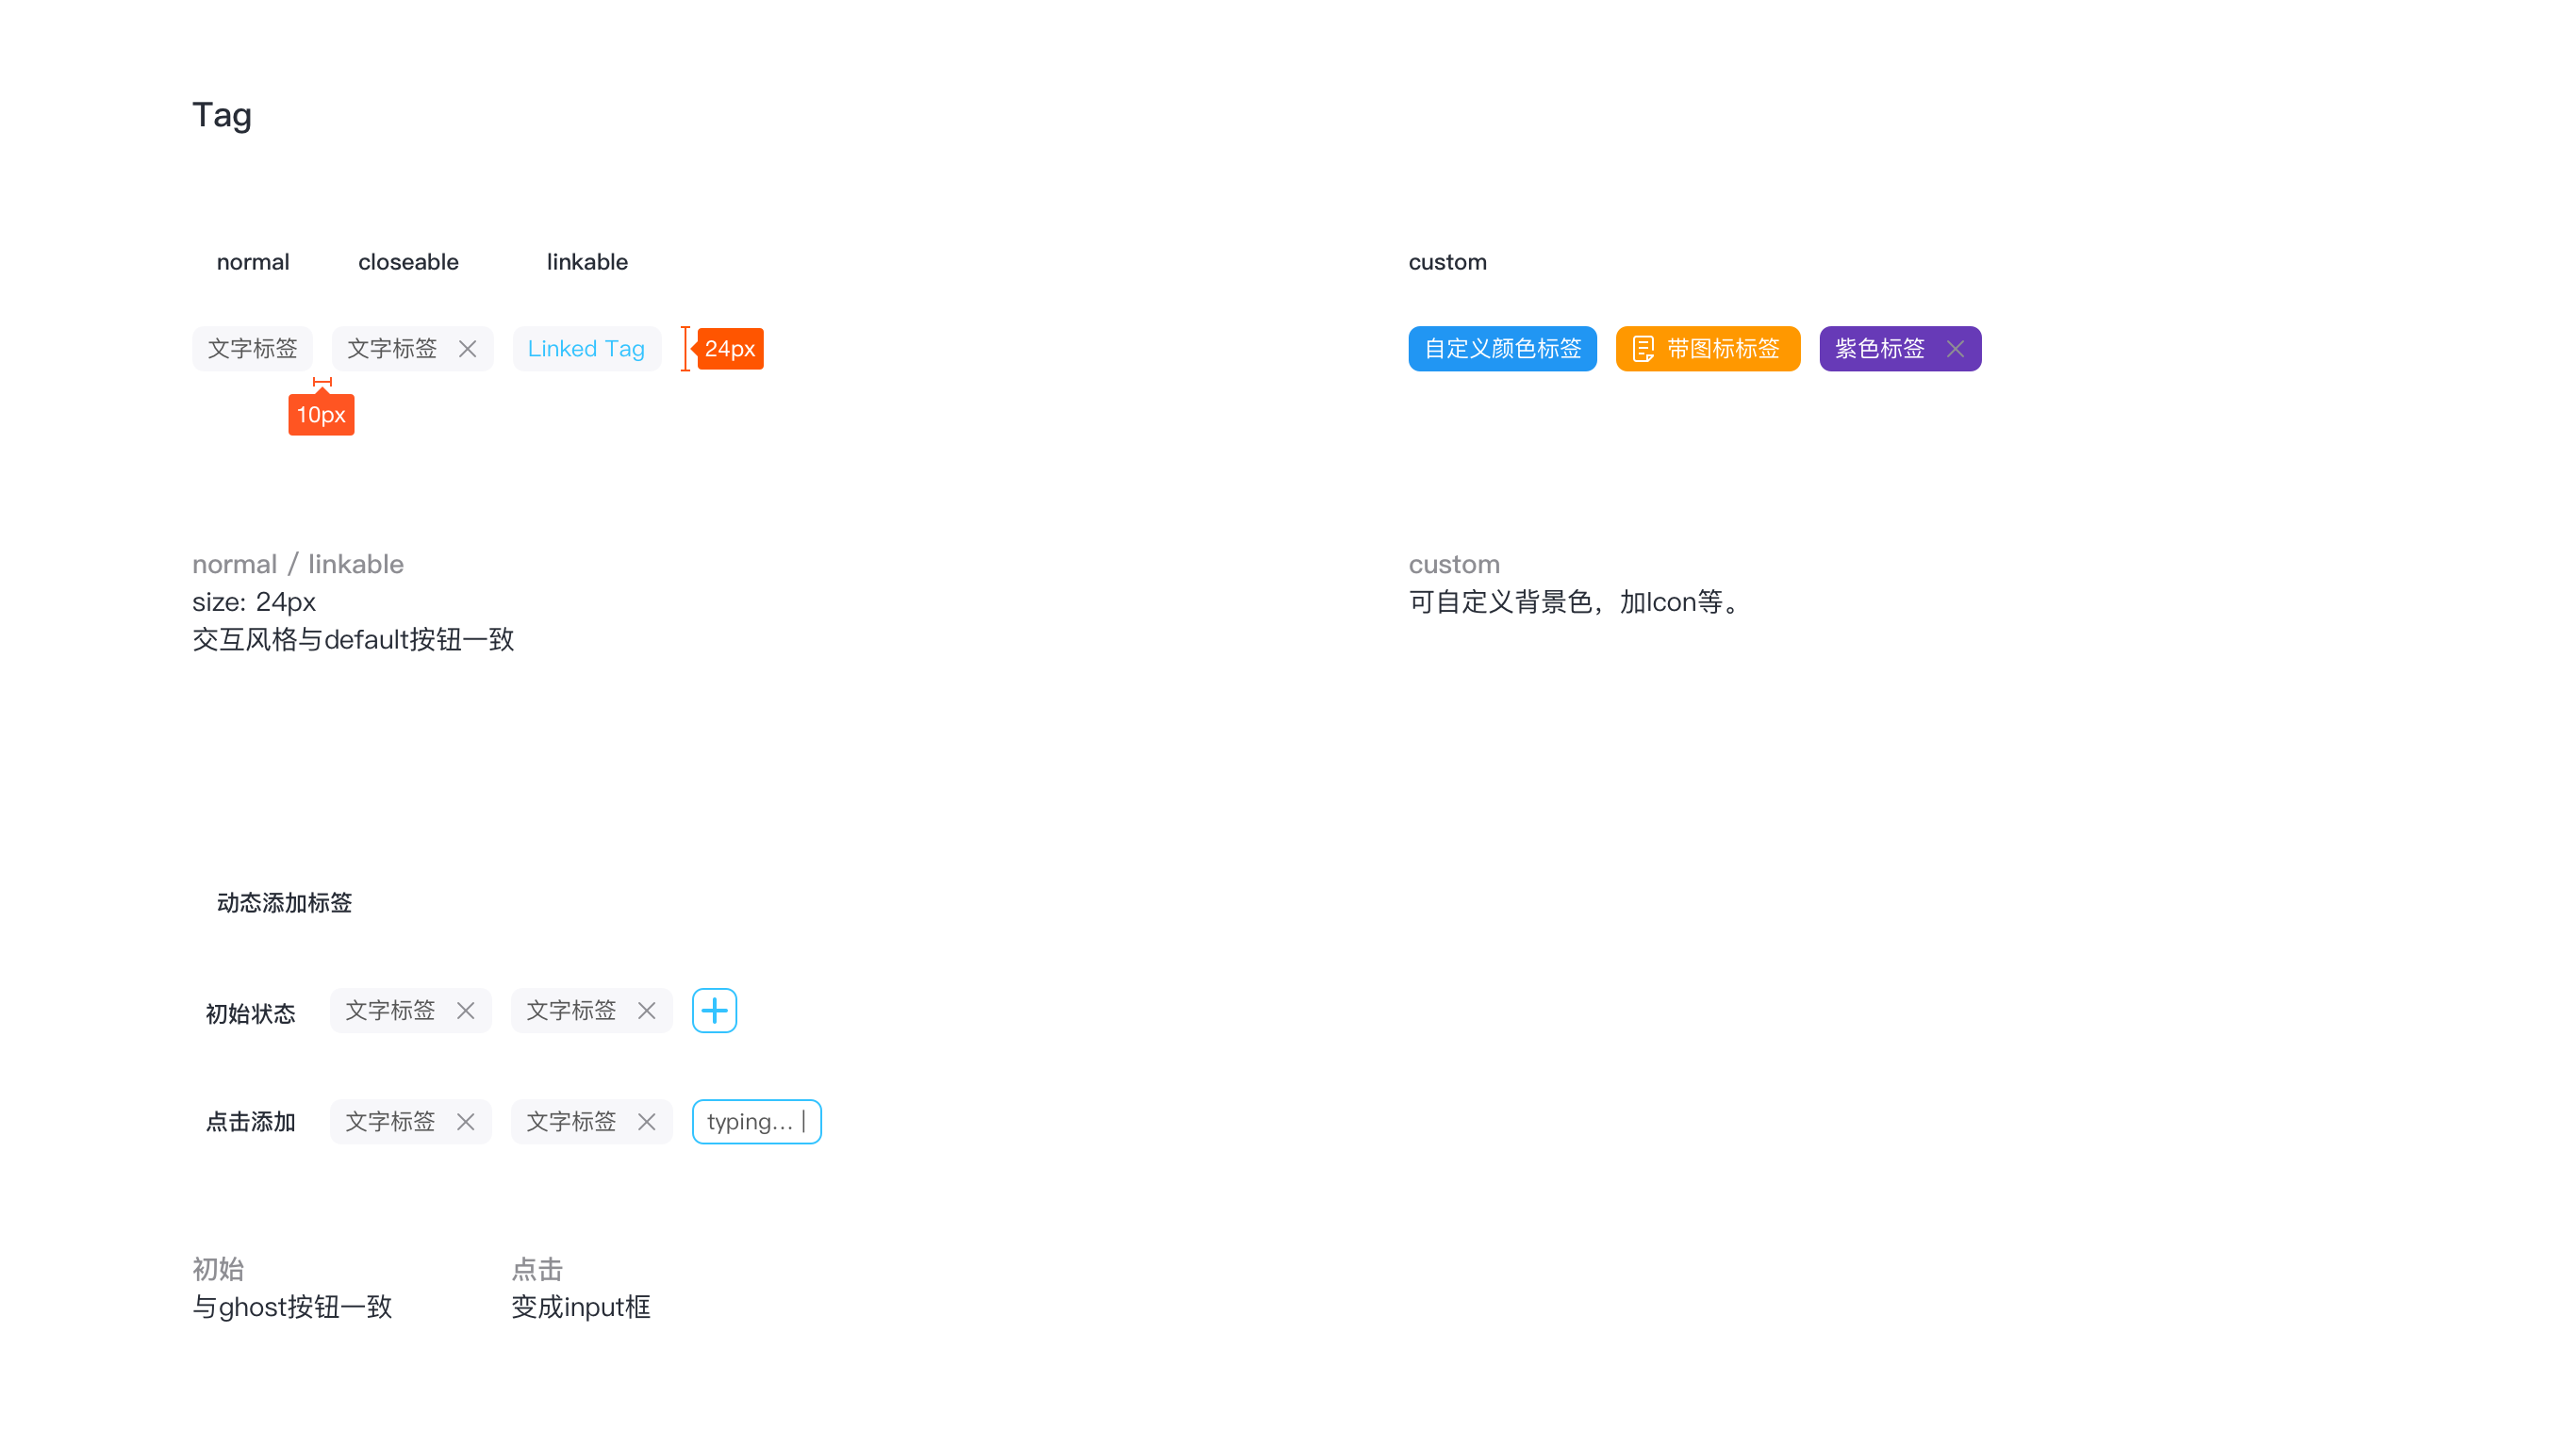 Tag
normal closeable linkable
文字标签 文字标签 Linked Tag 24px
10px
custom
自定义颜色标签 带图标标签 紫色标签
normal / linkable
size: 24px
交互风格与default按钮一致
custom
可自定义背景色，加Icon等。
动态添加标签
初始状态 文字标签 文字标签
点击添加 文字标签 文字标签 typing...
初始
与ghost按钮一致
点击
变成input框